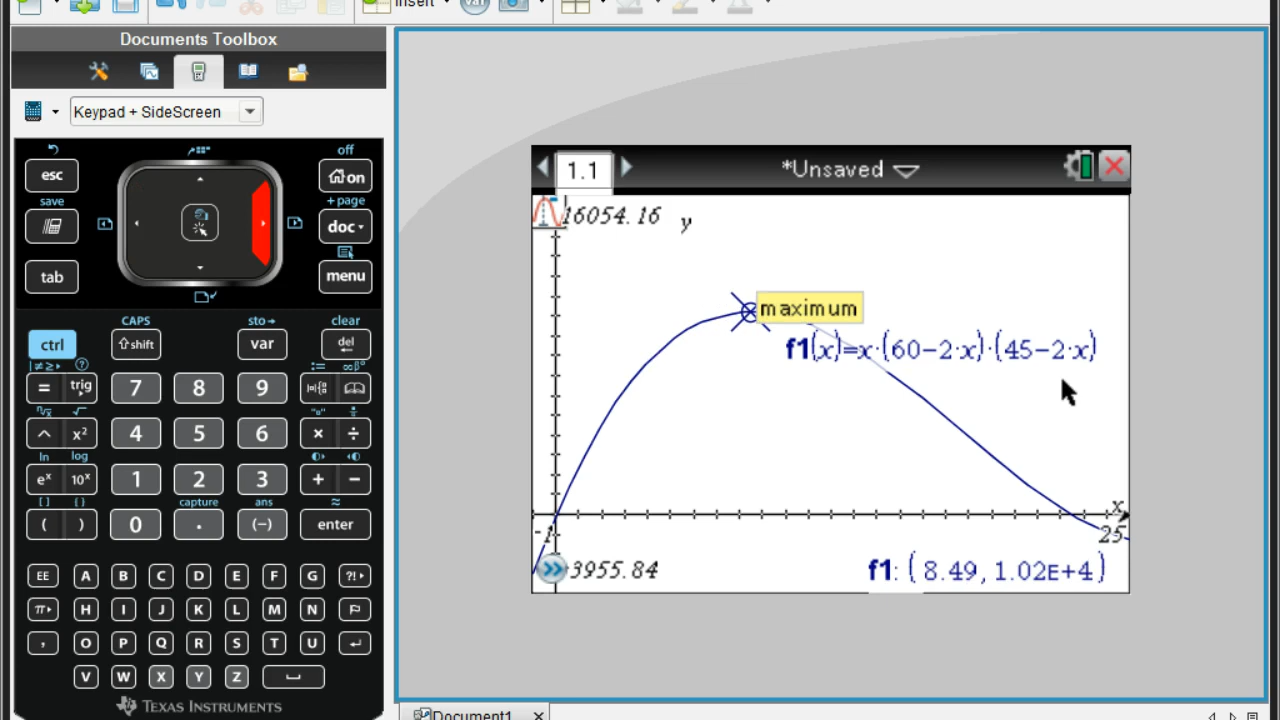 Insert
var
Documents Toolbox
Keypad + SideScreen
off
esc
on
save
+ page
doc
tab
menu
CAPS
sto→
clear
ctrl
⇧shift
var
del
|≠≥▸
?
:=
∞β°
=
trig
7
8
9
|▫|{▫
ⁿ√x
√
"▫"
^
x²
4
5
6
×
÷
ln
log
eˣ
10ˣ
1
2
3
+
−
[ ]
{ }
capture
ans
≈
(
)
0
.
(−)
enter
EE
A
B
C
D
E
F
G
?!▸
π▸
H
I
J
K
L
M
N
,
O
P
Q
R
S
T
U
↵
V
W
X
Y
Z
TEXAS INSTRUMENTS
1.1
*Unsaved
16054.16
y
maximum
f1(x)=x·(60−2·x)·(45−2·x)
x
-1
25
3955.84
f1: (8.49, 1.02E+4)
Document1